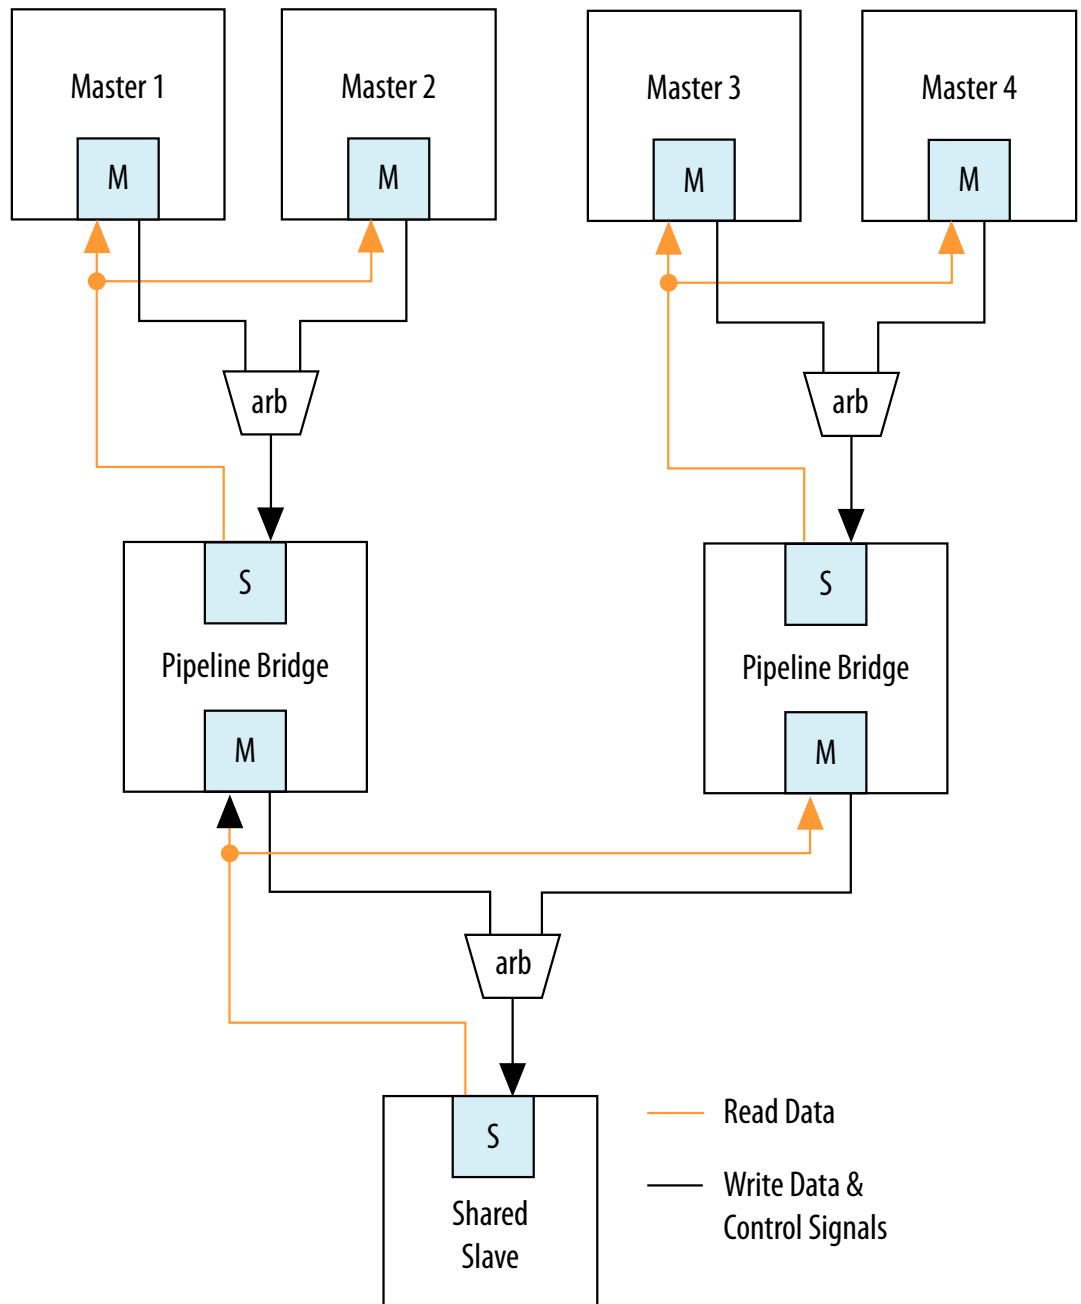 Master 1
Master 2
Master 3
Master 4
M
M
M
M
arb
arb
S
S
Pipeline Bridge
Pipeline Bridge
M
M
arb
S
Shared
Slave
Read Data
Write Data &
Control Signals